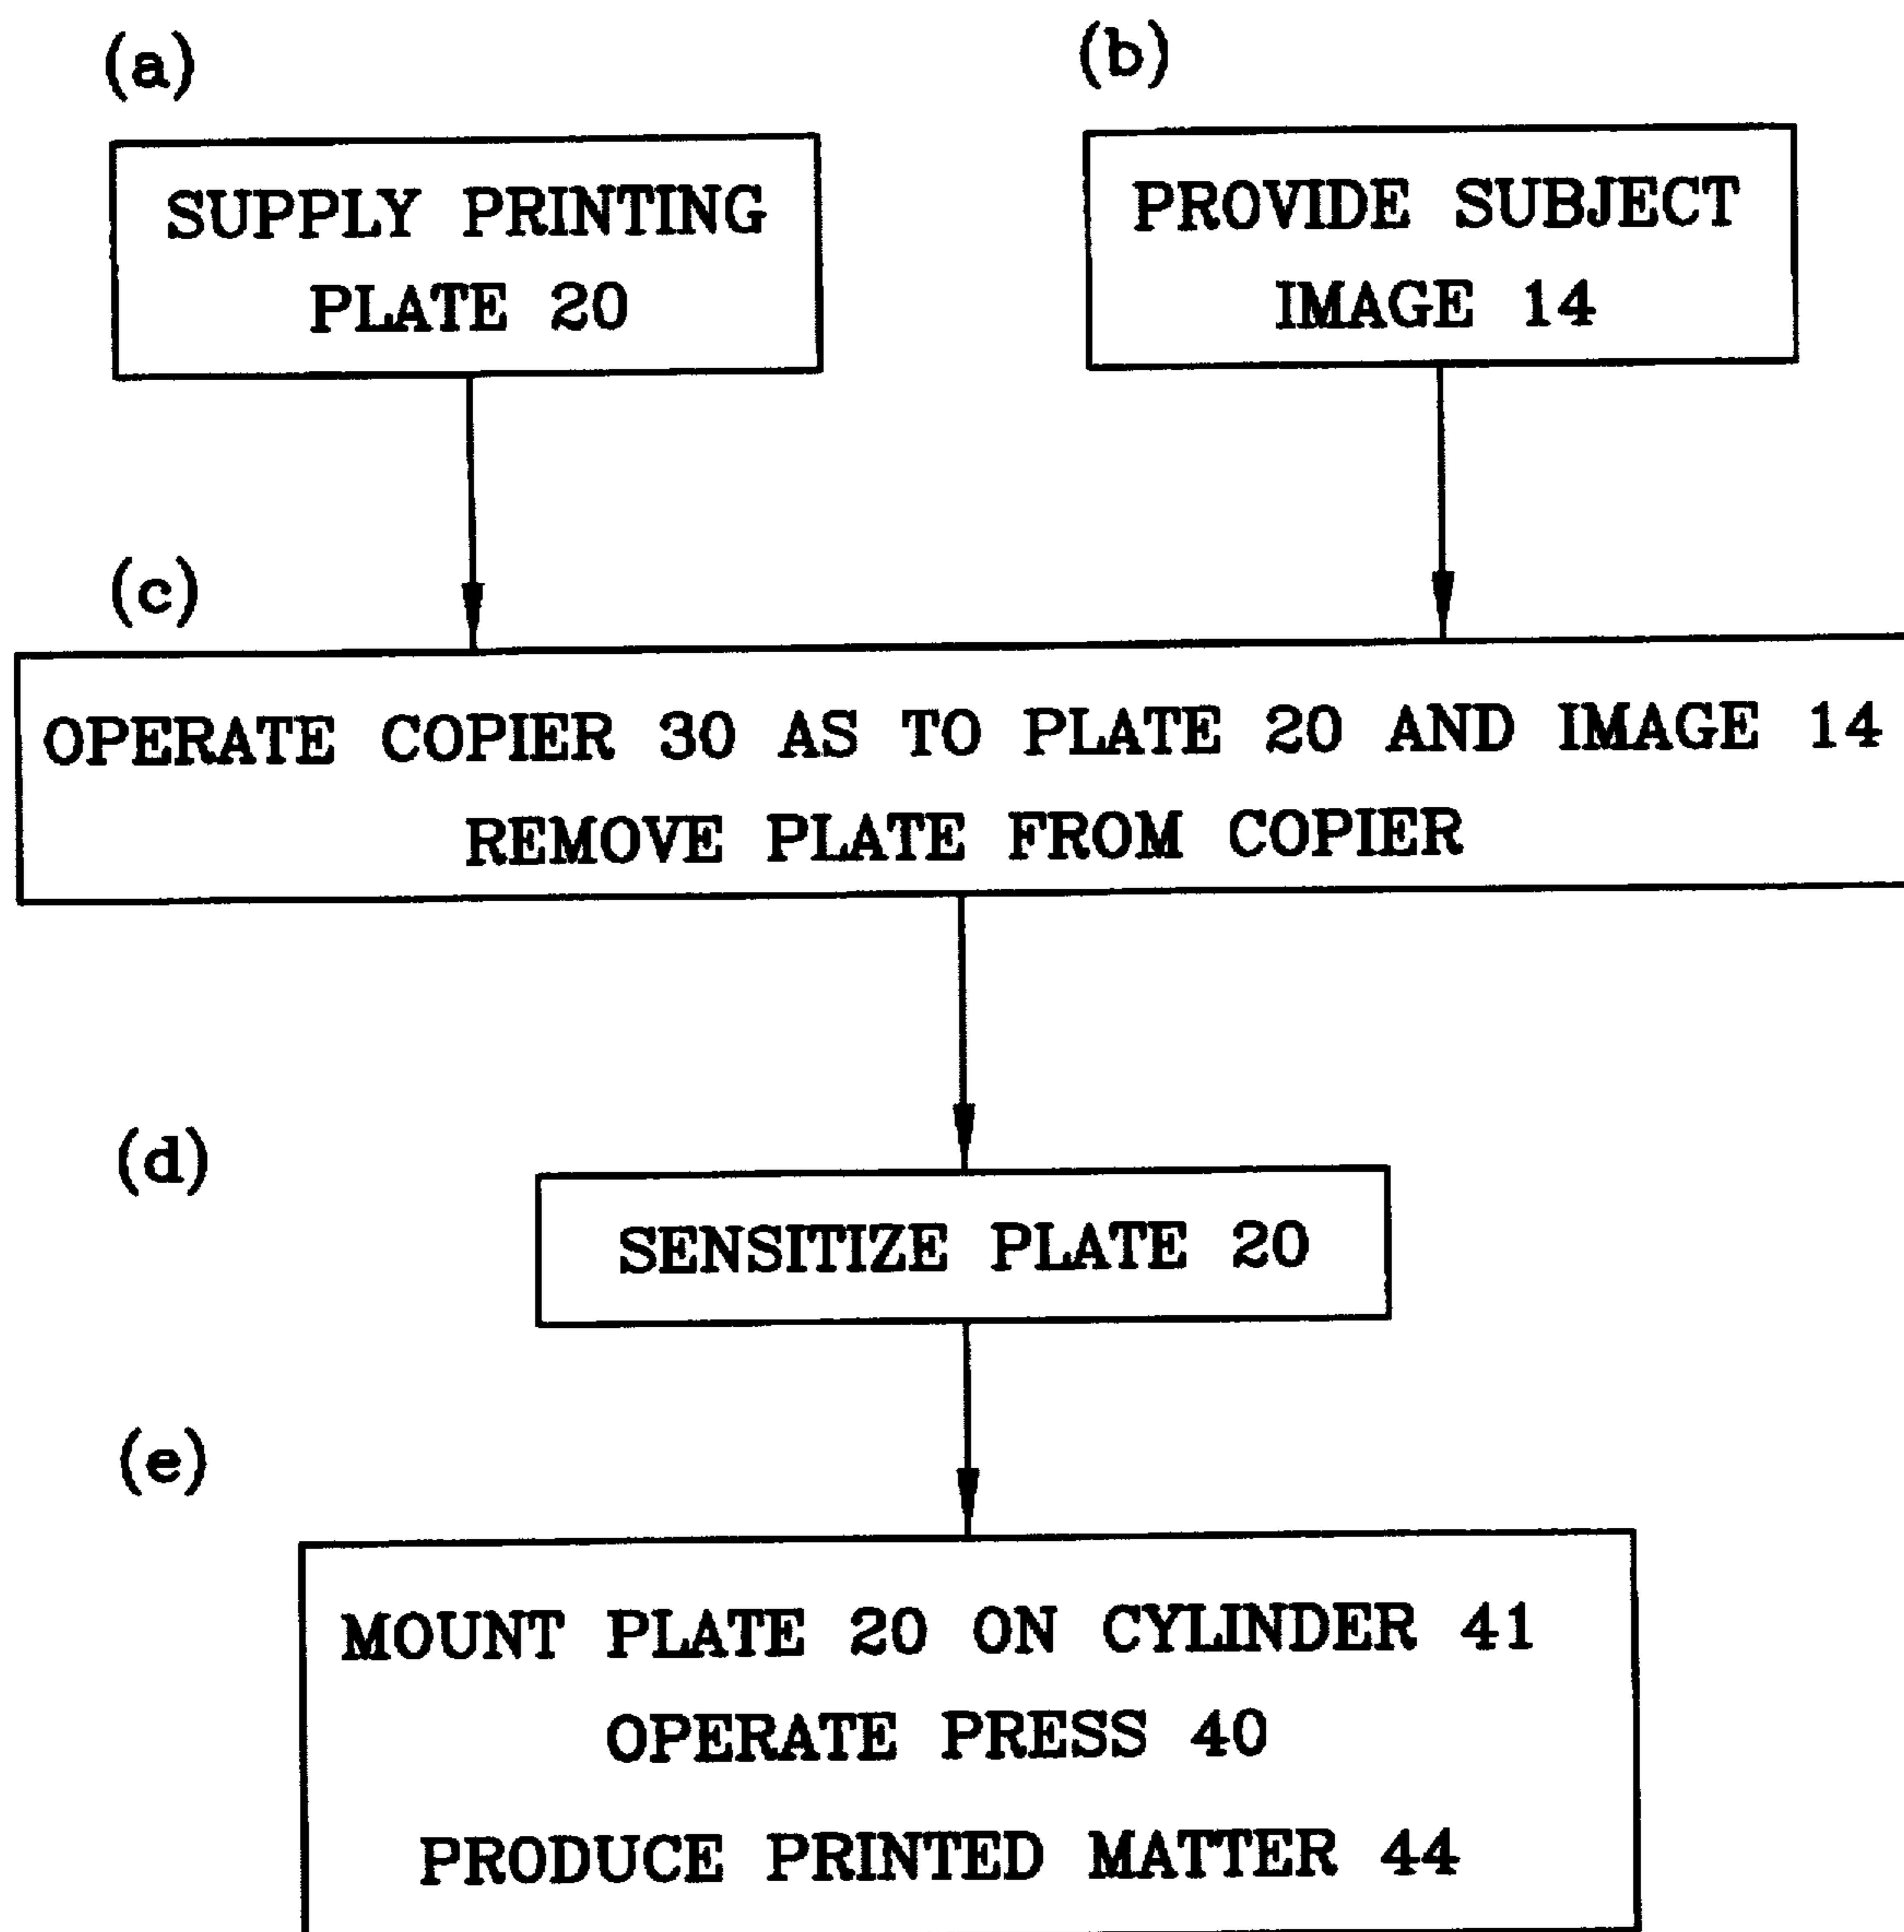 (a)
SUPPLY PRINTING
PLATE 20
(b)
PROVIDE SUBJECT
IMAGE 14
(c)
OPERATE COPIER 30 AS TO PLATE 20 AND IMAGE 14
REMOVE PLATE FROM COPIER
(d)
SENSITIZE PLATE 20
(e)
MOUNT PLATE 20 ON CYLINDER 41
OPERATE PRESS 40
PRODUCE PRINTED MATTER 44